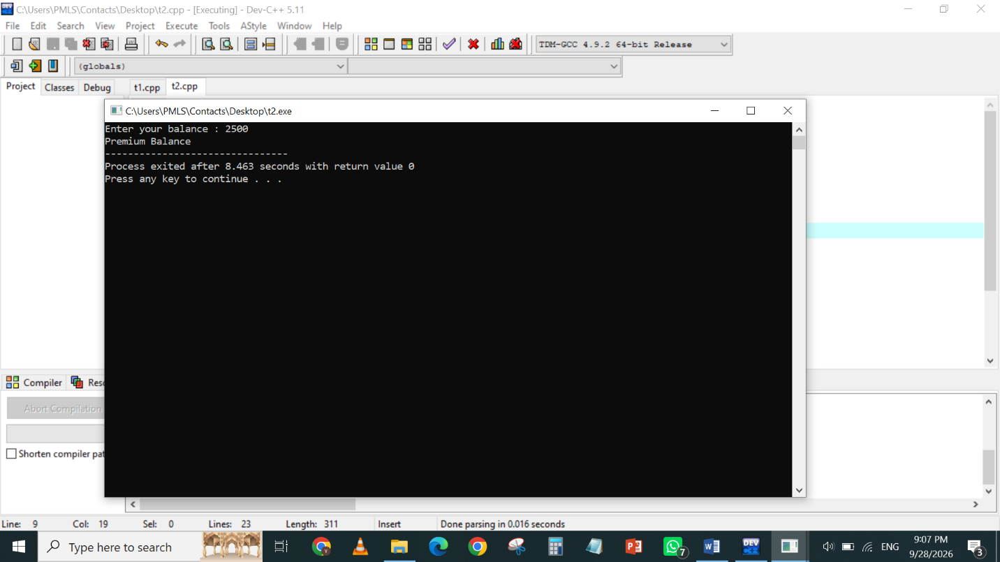 C:\Users\PMLS\Contacts\Desktop\t2.cpp - [Executing] - Dev-C++ 5.11
File Edit Search View Project Execute Tools AStyle Window Help
TDM-GCC 4.9.2 64-bit Release
(globals)
Project Classes Debug t1.cpp t2.cpp
C:\Users\PMLS\Contacts\Desktop\t2.exe
Enter your balance : 2500
Premium Balance
--------------------------------
Process exited after 8.463 seconds with return value 0
Press any key to continue . . .
Compiler Reso
Abort Compilation
Shorten compiler pat
Line: 9 Col: 19 Sel: 0 Lines: 23 Length: 311 Insert Done parsing in 0.016 seconds
Type here to search
DEV
7
ENG
9:07 PM
9/28/2026
3